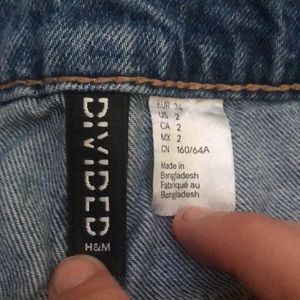 DIVIDED
H&M
EUR 34
US 2
CA 2
MX 2
CN 160/64A
Made in
Bangladesh
Fabriqué au
Bangladesh